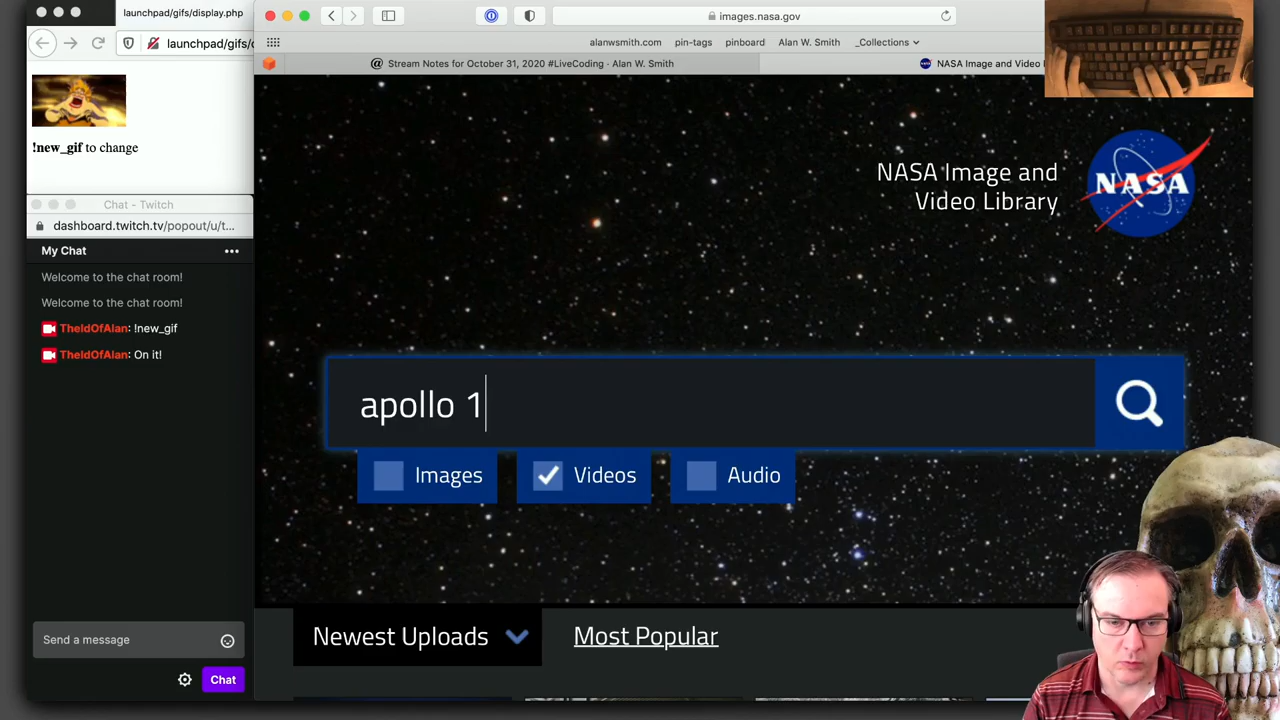 launchpad/gifs/display.php
launchpad/gifs/
!new_gif to change
Chat - Twitch
dashboard.twitch.tv/popout/u/t...
My Chat
Welcome to the chat room!
Welcome to the chat room!
TheIdOfAlan: !new_gif
TheIdOfAlan: On it!
Send a message
Chat
images.nasa.gov
alanwsmith.com
pin-tags
pinboard
Alan W. Smith
_Collections
@ Stream Notes for October 31, 2020 #LiveCoding - Alan W. Smith
NASA Image and Video
NASA Image and
Video Library
NASA
apollo 1
Images
Videos
Audio
Newest Uploads
Most Popular